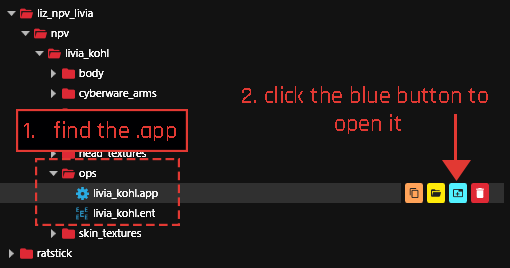 liz_npv_livia
npv
livia_kohl
body
cyberware_arms
1. find the .app
2. click the blue button to
open it
head_textures
ops
livia_kohl.app
livia_kohl.ent
skin_textures
ratstick